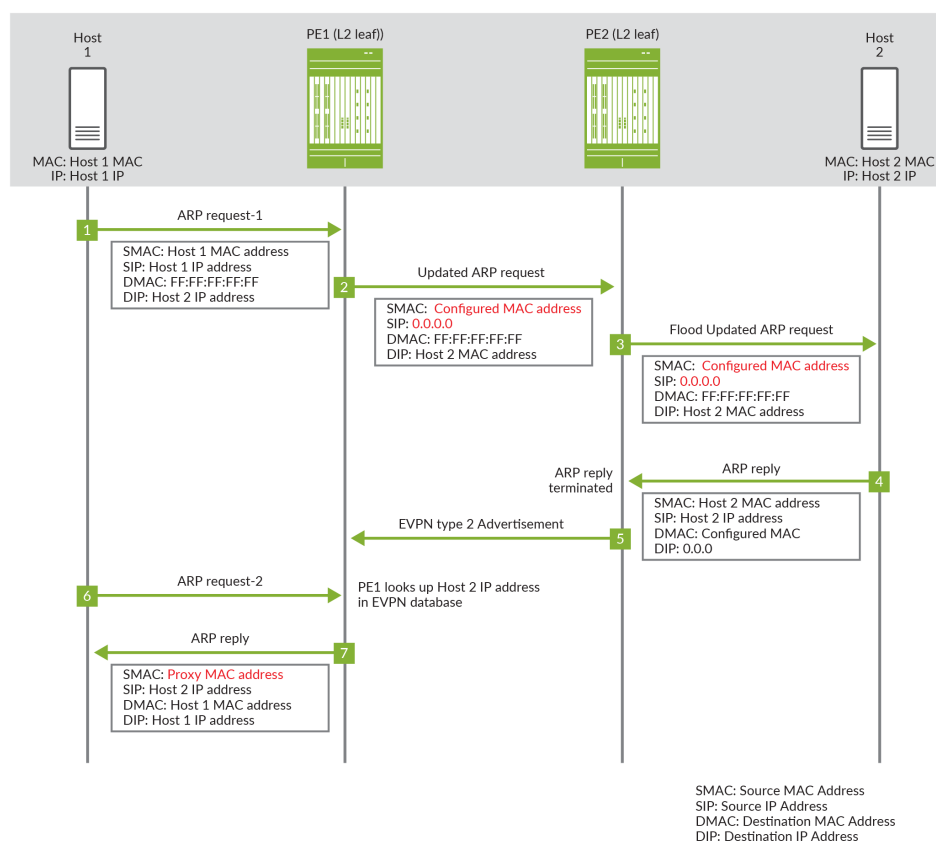 Host
1
PE1 (L2 leaf))
PE2 (L2 leaf)
Host
2
MAC: Host 1 MAC
IP: Host 1 IP
MAC: Host 2 MAC
IP: Host 2 IP
ARP request-1
1
SMAC: Host 1 MAC address
SIP: Host 1 IP address
DMAC: FF:FF:FF:FF:FF
DIP: Host 2 IP address
Updated ARP request
2
SMAC: Configured MAC address
SIP: 0.0.0.0
DMAC: FF:FF:FF:FF:FF
DIP: Host 2 MAC address
Flood Updated ARP request
3
SMAC: Configured MAC address
SIP: 0.0.0.0
DMAC: FF:FF:FF:FF:FF
DIP: Host 2 MAC address
ARP reply
terminated
ARP reply
4
SMAC: Host 2 MAC address
SIP: Host 2 IP address
DMAC: Configured MAC
DIP: 0.0.0
EVPN type 2 Advertisement
5
ARP request-2
6
PE1 looks up Host 2 IP address
in EVPN database
ARP reply
7
SMAC: Proxy MAC address
SIP: Host 2 IP address
DMAC: Host 1 MAC address
DIP: Host 1 IP address
SMAC: Source MAC Address
SIP: Source IP Address
DMAC: Destination MAC Address
DIP: Destination IP Address